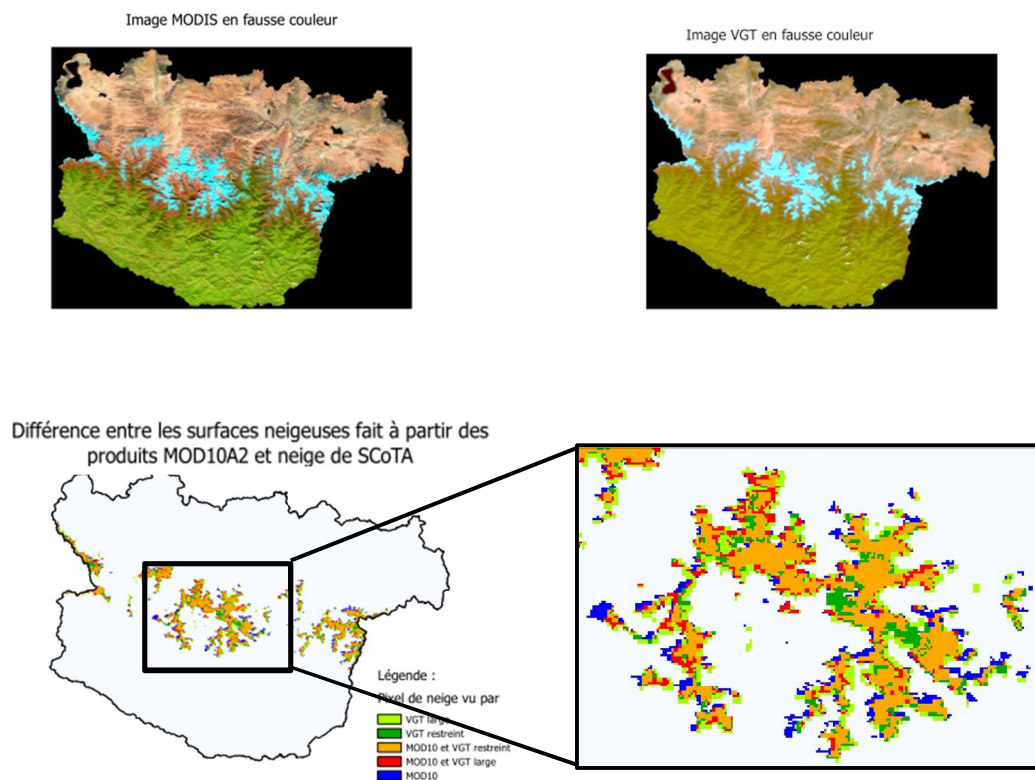 Image MODIS en fausse couleur
Image VGT en fausse couleur
Différence entre les surfaces neigeuses fait à partir des
produits MOD10A2 et neige de SCoTA
Légende :
Pixel de neige vu par
VGT large
VGT restreint
MOD10 et VGT restreint
MOD10 et VGT large
MOD10